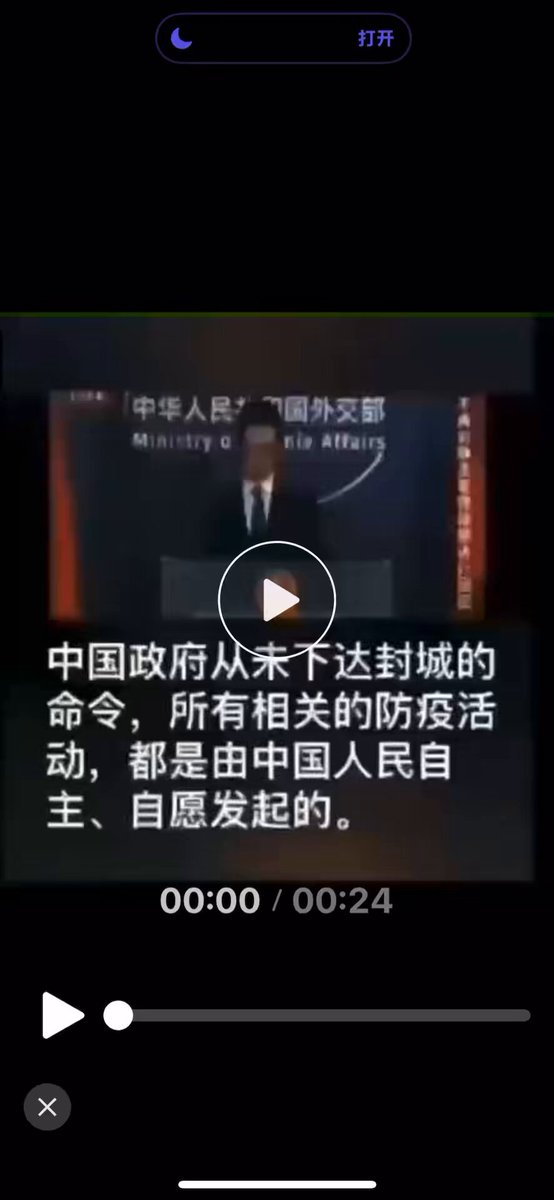 打开
中华人民共和国外交部
Ministry o
Affairs
中国政府从未下达封城的
命令，所有相关的防疫活
动，都是由中国人民自
主、自愿发起的。
00:00 / 00:24